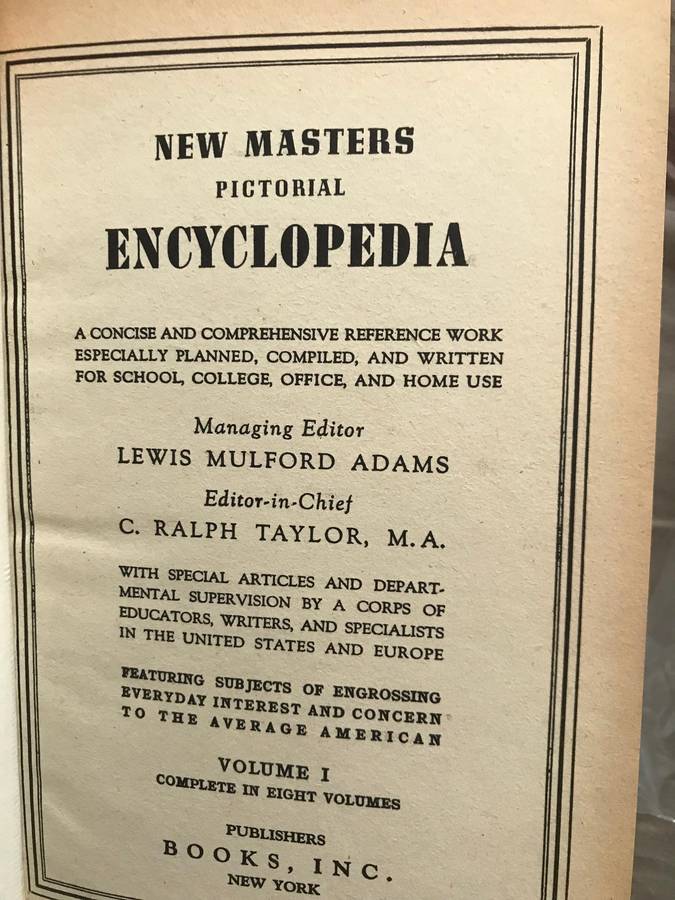 NEW MASTERS
PICTORIAL
ENCYCLOPEDIA
A CONCISE AND COMPREHENSIVE REFERENCE WORK
ESPECIALLY PLANNED, COMPILED, AND WRITTEN
FOR SCHOOL, COLLEGE, OFFICE, AND HOME USE
Managing Editor
LEWIS MULFORD ADAMS
Editor-in-Chief
C. RALPH TAYLOR, M.A.
WITH SPECIAL ARTICLES AND DEPART-
MENTAL SUPERVISION BY A CORPS OF
EDUCATORS, WRITERS, AND SPECIALISTS
IN THE UNITED STATES AND EUROPE
FEATURING SUBJECTS OF ENGROSSING
EVERYDAY INTEREST AND CONCERN
TO THE AVERAGE AMERICAN
VOLUME I
COMPLETE IN EIGHT VOLUMES
PUBLISHERS
BOOKS, INC.
NEW YORK